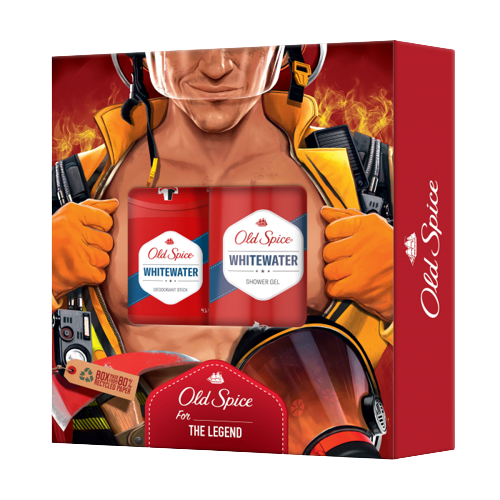 Old Spice
WHITEWATER
DEODORANT STICK
Old Spice
WHITEWATER
SHOWER GEL
Old Spice
BOX
80%
RECYCLED PAPER
Old Spice
For
THE LEGEND